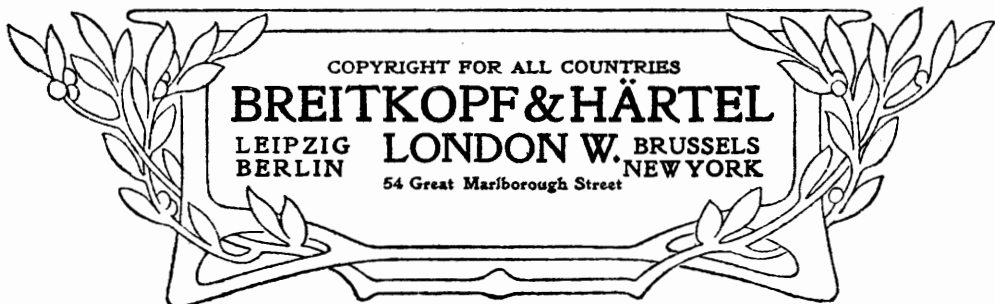 COPYRIGHT FOR ALL COUNTRIES
BREITKOPF & HÄRTEL
LEIPZIG
BERLIN
LONDON W.
54 Great Marlborough Street
BRUSSELS
NEW YORK